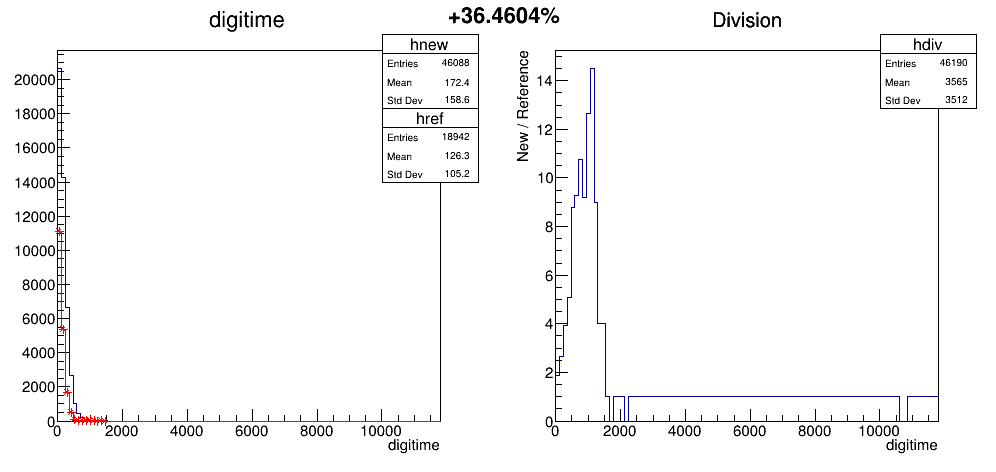 +36.4604%
digitime
hnew
Entries 46088
Mean 172.4
Std Dev 158.6
href
Entries 18942
Mean 126.3
Std Dev 105.2
20000
18000
16000
14000
12000
10000
8000
6000
4000
2000
0
0 2000 4000 6000 8000 10000
digitime
Division
hdiv
Entries 46190
Mean 3565
Std Dev 3512
New / Reference
14
12
10
8
6
4
2
0
0 2000 4000 6000 8000 10000
digitime